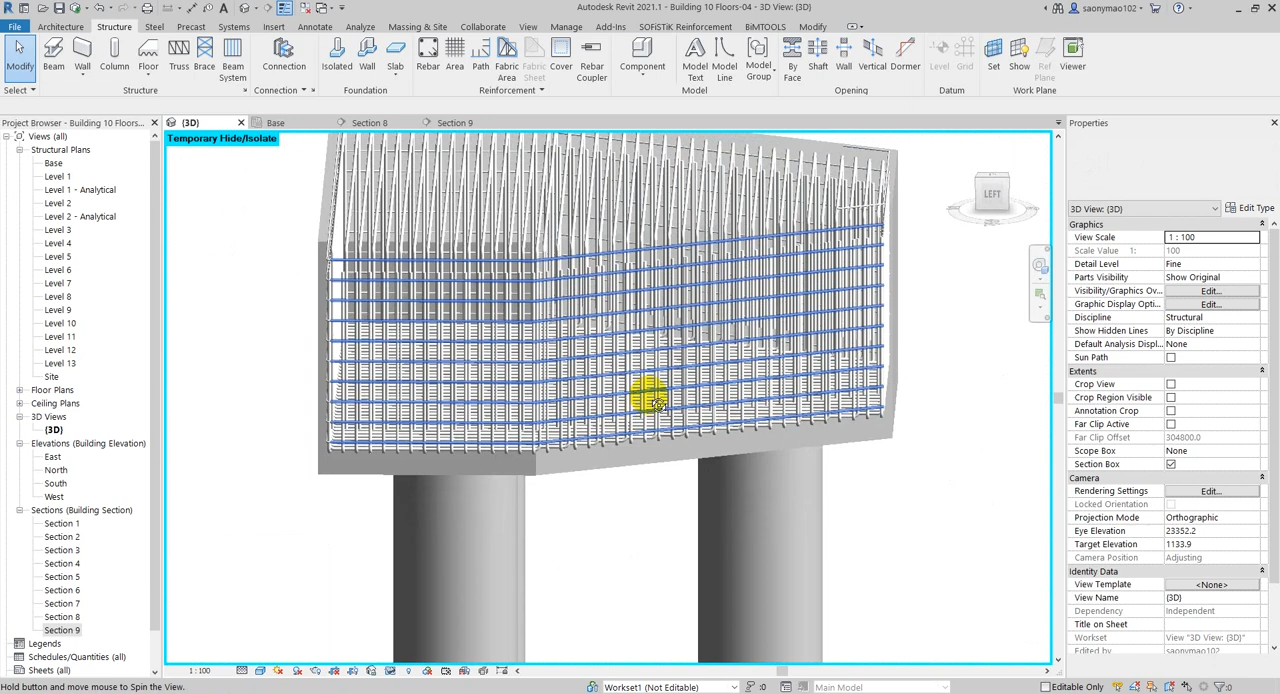 Autodesk Revit 2021.1 - Building 10 Floors-04 - 3D View: {3D}
saonymao102
File Architecture Structure Steel Precast Systems Insert Annotate Analyze Massing & Site Collaborate View Manage Add-Ins SOFiSTiK Reinforcement BiMTOOLS Modify
Modify Beam Wall Column Floor Truss Brace Beam System Connection Isolated Wall Slab Rebar Area Path Fabric Area Fabric Sheet Cover Rebar Coupler Component Model Text Model Line Model Group By Face Shaft Wall Vertical Dormer Level Grid Set Show Ref Plane Viewer
Select Structure Connection Foundation Reinforcement Model Opening Datum Work Plane
Project Browser - Building 10 Floors...
{3D} Base Section 8 Section 9
Properties
Temporary Hide/Isolate
LEFT
Views (all)
Structural Plans
Base
Level 1
Level 1 - Analytical
Level 2
Level 2 - Analytical
Level 3
Level 4
Level 5
Level 6
Level 7
Level 8
Level 9
Level 10
Level 11
Level 12
Level 13
Site
Floor Plans
Ceiling Plans
3D Views
{3D}
Elevations (Building Elevation)
East
North
South
West
Sections (Building Section)
Section 1
Section 2
Section 3
Section 4
Section 5
Section 6
Section 7
Section 8
Section 9
Legends
Schedules/Quantities (all)
Sheets (all)
3D View: {3D} Edit Type
Graphics
View Scale 1 : 100
Scale Value 1: 100
Detail Level Fine
Parts Visibility Show Original
Visibility/Graphics Ov... Edit...
Graphic Display Opti... Edit...
Discipline Structural
Show Hidden Lines By Discipline
Default Analysis Displ... None
Sun Path
Extents
Crop View
Crop Region Visible
Annotation Crop
Far Clip Active
Far Clip Offset 304800.0
Scope Box None
Section Box
Camera
Rendering Settings Edit...
Locked Orientation
Projection Mode Orthographic
Eye Elevation 23352.2
Target Elevation 1133.9
Camera Position Adjusting
Identity Data
View Template <None>
View Name {3D}
Dependency Independent
Title on Sheet
Workset View "3D View: {3D}"
Edited by saonymao102
1 : 100
Hold button and move mouse to Spin the View.
Workset1 (Not Editable) :0 Main Model Editable Only :0